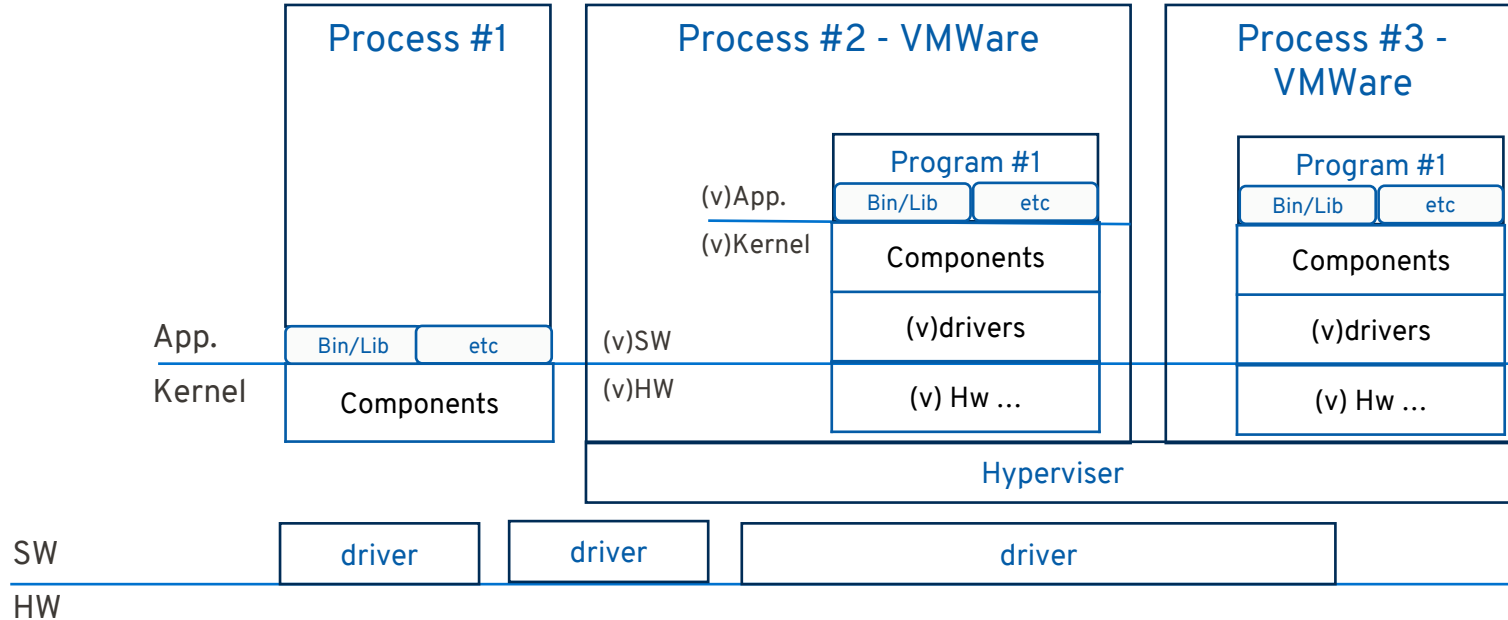 Process #1
Process #2 - VMWare
Process #3 -
VMWare
Program #1
Program #1
(v)App.
Bin/Lib
etc
Bin/Lib
etc
(v)Kernel
Components
Components
(v)drivers
(v)drivers
App.
Bin/Lib
etc
(v)SW
Kernel
Components
(v)HW
(v) Hw ...
(v) Hw ...
Hyperviser
SW
driver
driver
driver
HW